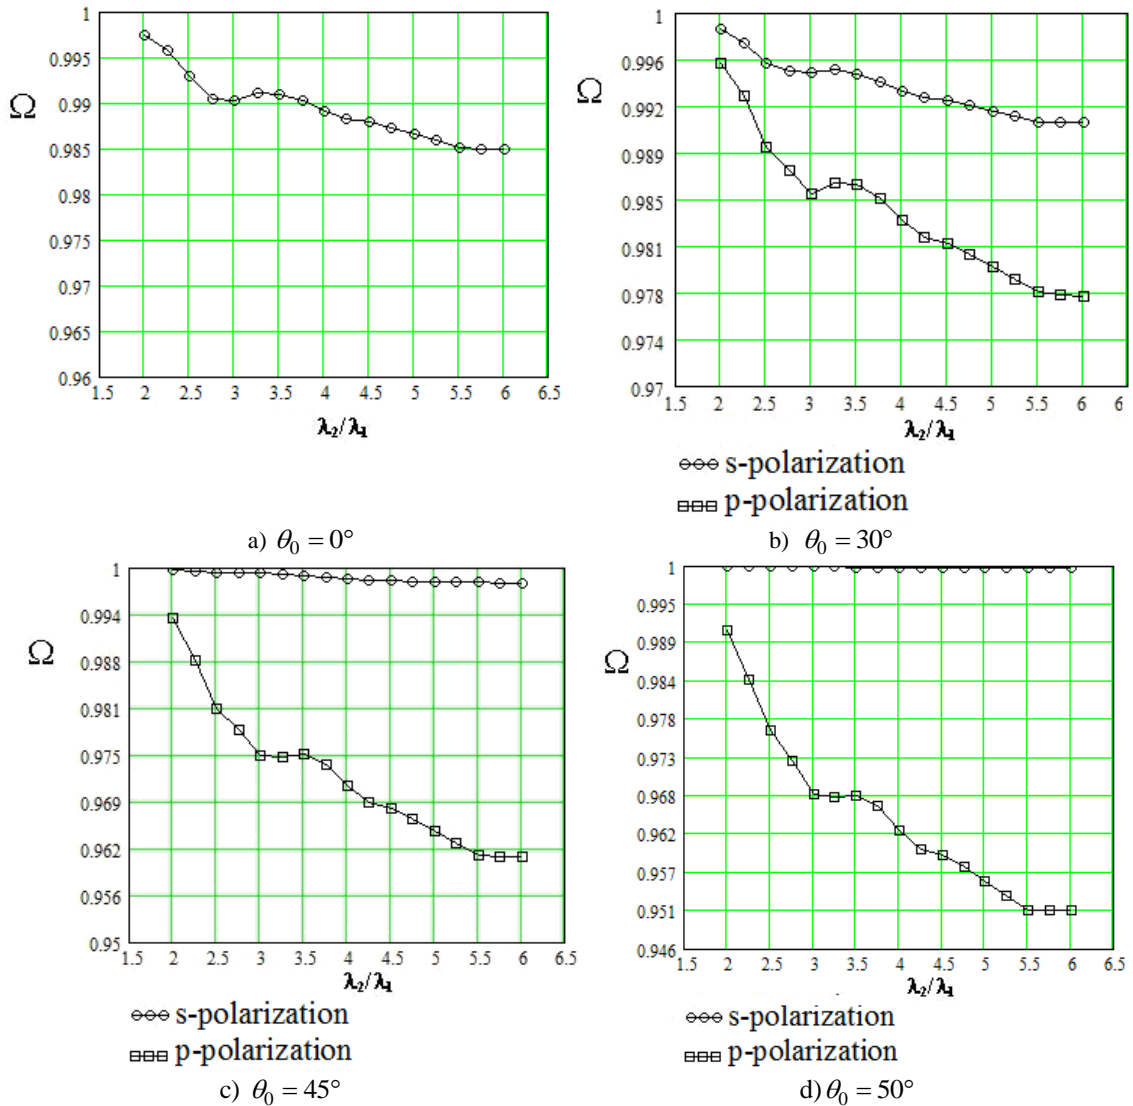 1
0.995
0.99
0.985
0.98
0.975
0.97
0.965
0.96
Ω
1.5 2 2.5 3 3.5 4 4.5 5 5.5 6 6.5
λ₂/λ₁
a) θ₀ = 0°
1
0.996
0.992
0.989
0.985
0.981
0.978
0.974
0.97
Ω
1.5 2 2.5 3 3.5 4 4.5 5 5.5 6 6
λ₂/λ₁
s-polarization
p-polarization
b) θ₀ = 30°
1
0.994
0.988
0.981
0.975
0.969
0.962
0.956
0.95
Ω
1.5 2 2.5 3 3.5 4 4.5 5 5.5 6 6.5
λ₂/λ₁
s-polarization
p-polarization
c) θ₀ = 45°
1
0.995
0.989
0.984
0.978
0.973
0.968
0.962
0.957
0.951
0.946
Ω
1.5 2 2.5 3 3.5 4 4.5 5 5.5 6 6.5
λ₂/λ₁
s-polarization
p-polarization
d) θ₀ = 50°